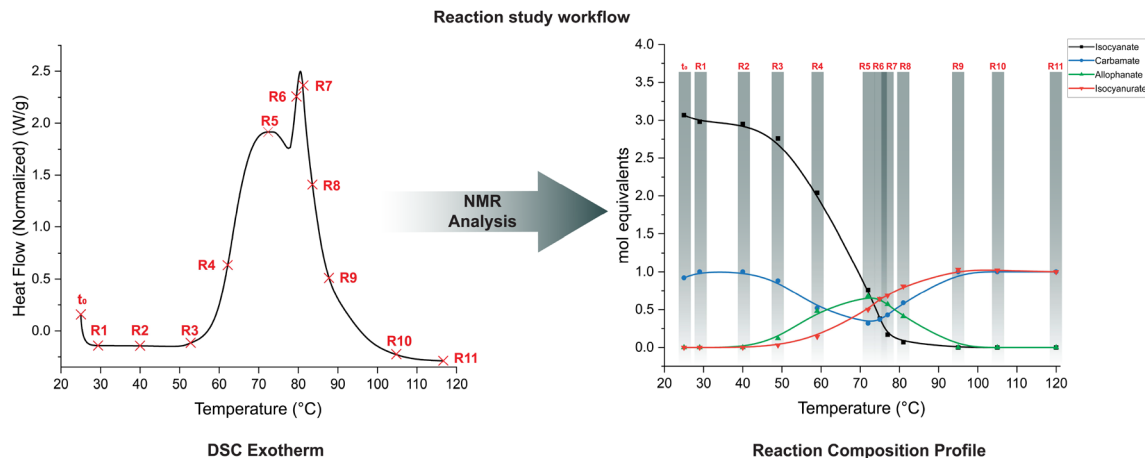 Reaction study workflow
Heat Flow (Normalized) (W/g)
2.5
2.0
1.5
1.0
0.5
0.0
t₀
R1
R2
R3
R4
R5
R6
R7
R8
R9
R10
R11
20 30 40 50 60 70 80 90 100 110 120
Temperature (°C)
DSC Exotherm
NMR
Analysis
mol equivalents
4.0
3.5
3.0
2.5
2.0
1.5
1.0
0.5
0.0
t₀ R1 R2 R3 R4 R5 R6 R7 R8 R9 R10 R11
Isocyanate
Carbamate
Allophanate
Isocyanurate
20 30 40 50 60 70 80 90 100 110 120
Temperature (°C)
Reaction Composition Profile